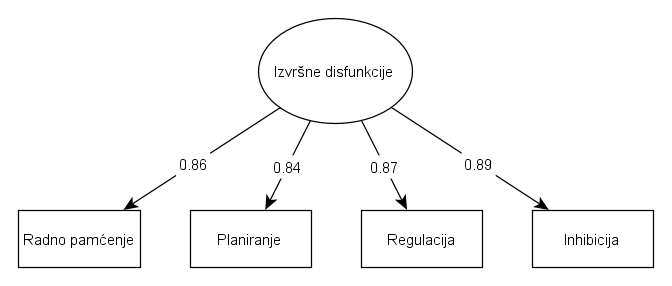 Izvršne disfunkcije
0.86
0.84
0.87
0.89
Radno pamćenje
Planiranje
Regulacija
Inhibicija